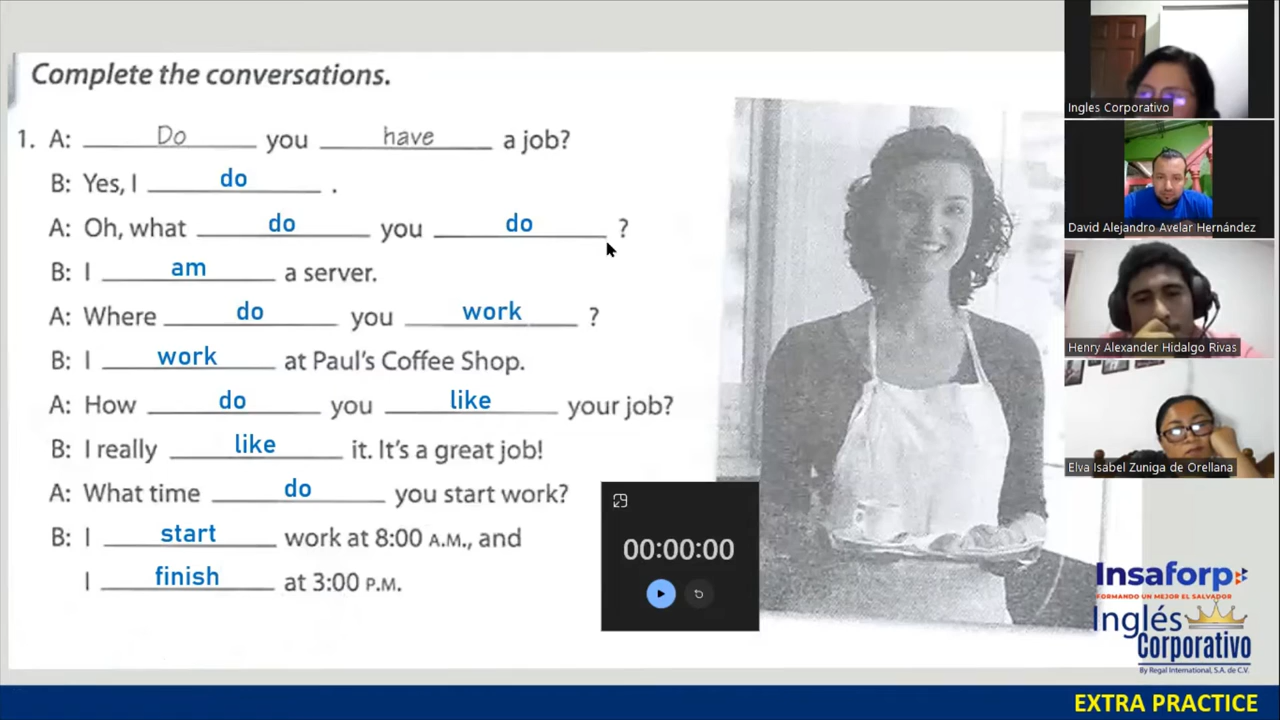 Complete the conversations.
1. A: Do you have a job?
B: Yes, I do .
A: Oh, what do you do ?
B: I am a server.
A: Where do you work ?
B: I work at Paul's Coffee Shop.
A: How do you like your job?
B: I really like it. It's a great job!
A: What time do you start work?
B: I start work at 8:00 A.M., and
I finish at 3:00 P.M.
00:00:00
Ingles Corporativo
David Alejandro Avelar Hernández
Henry Alexander Hidalgo Rivas
Elva Isabel Zuniga de Orellana
Insaforp
FORMANDO UN MEJOR EL SALVADOR
Inglés
Corporativo
By Regal International, S.A. de C.V.
EXTRA PRACTICE